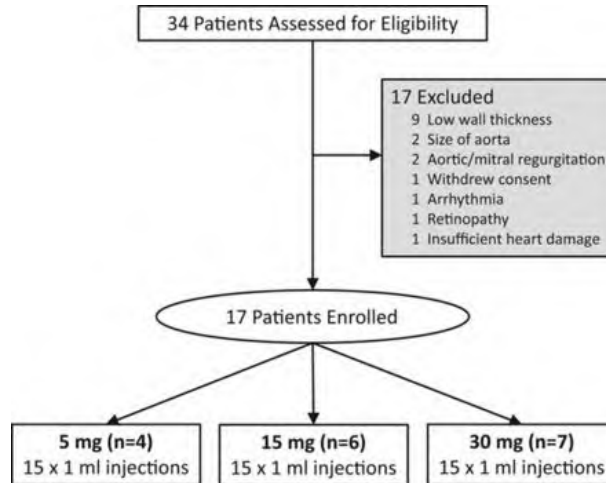 34 Patients Assessed for Eligibility
17 Excluded
9 Low wall thickness
2 Size of aorta
2 Aortic/mitral regurgitation
1 Withdrew consent
1 Arrhythmia
1 Retinopathy
1 Insufficient heart damage
17 Patients Enrolled
5 mg (n=4)
15 x 1 ml injections
15 mg (n=6)
15 x 1 ml injections
30 mg (n=7)
15 x 1 ml injections